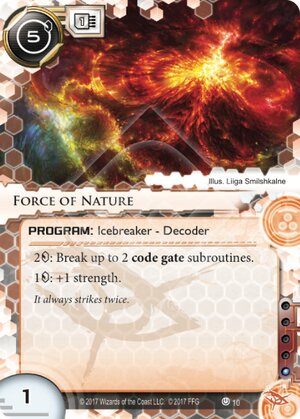 5
1
Illus. Liiga Smilshkalne
Force of Nature
PROGRAM: Icebreaker - Decoder
2: Break up to 2 code gate subroutines.
1: +1 strength.
It always strikes twice.
1
© 2017 Wizards of the Coast LLC. © 2017 FFG
10